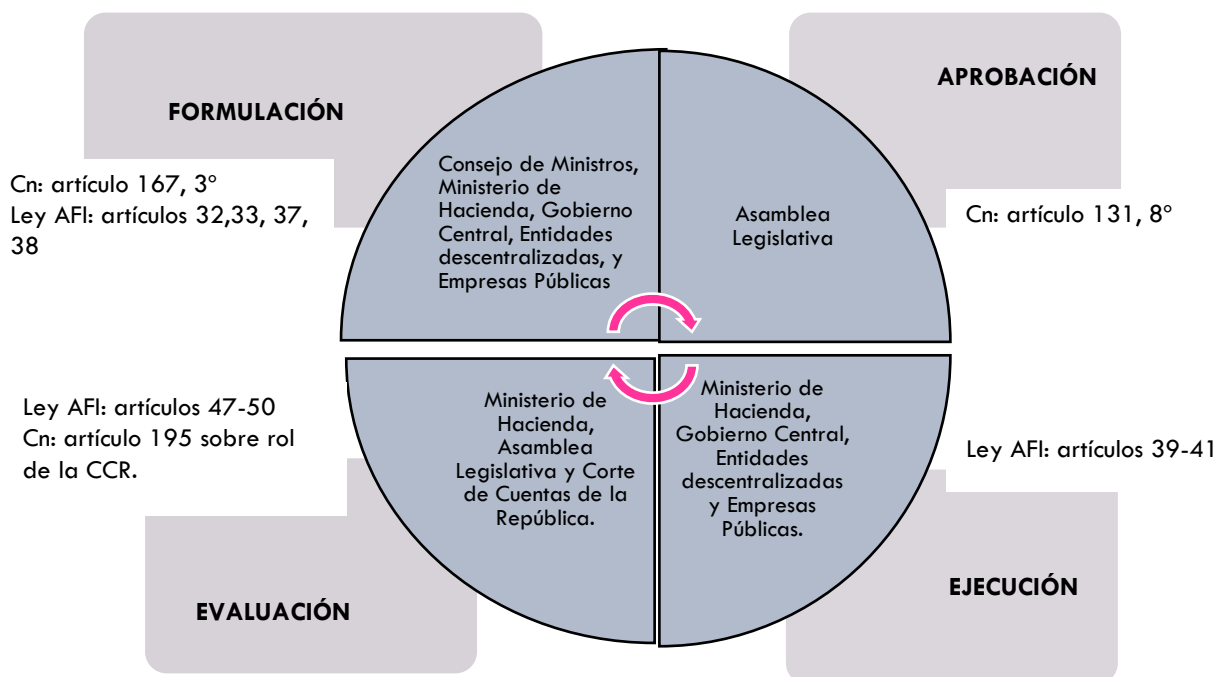 FORMULACIÓN
Cn: artículo 167, 3°
Ley AFI: artículos 32,33, 37,
38
Consejo de Ministros,
Ministerio de
Hacienda, Gobierno
Central, Entidades
descentralizadas, y
Empresas Públicas
APROBACIÓN
Asamblea
Legislativa
Cn: artículo 131, 8°
Ley AFI: artículos 47-50
Cn: artículo 195 sobre rol
de la CCR.
Ministerio de
Hacienda,
Asamblea
Legislativa y Corte
de Cuentas de la
República.
EVALUACIÓN
Ministerio de
Hacienda,
Gobierno Central,
Entidades
descentralizadas
y Empresas
Públicas.
Ley AFI: artículos 39-41
EJECUCIÓN